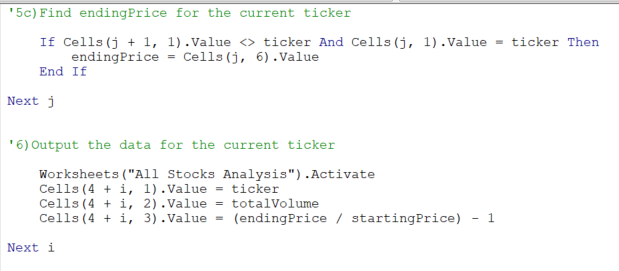 '5c)Find endingPrice for the current ticker
If Cells(j + 1, 1).Value <> ticker And Cells(j, 1).Value = ticker Then
endingPrice = Cells(j, 6).Value
End If
Next j
'6)Output the data for the current ticker
Worksheets("All Stocks Analysis").Activate
Cells(4 + i, 1).Value = ticker
Cells(4 + i, 2).Value = totalVolume
Cells(4 + i, 3).Value = (endingPrice / startingPrice) - 1
Next i